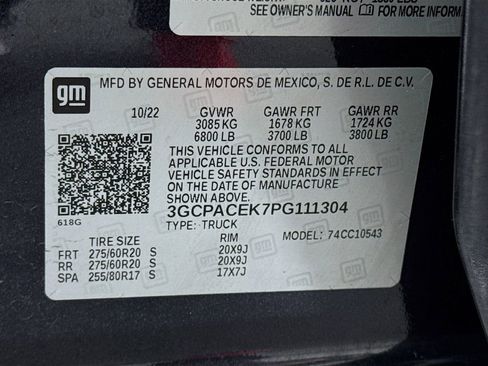 SEE OWNER'S MANUAL FOR MORE INFORM
gm
MFD BY GENERAL MOTORS DE MEXICO, S. DE R.L. DE C.V.
10/22 GVWR GAWR FRT GAWR RR
3085 KG 1678 KG 1724 KG
6800 LB 3700 LB 3800 LB
THIS VEHICLE CONFORMS TO ALL
APPLICABLE U.S. FEDERAL MOTOR
VEHICLE SAFETY STANDARDS IN EFFECT
ON THE DATE OF MANUFACTURE
SHOWN ABOVE.
618G
3GCPACEK7PG111304
TYPE: TRUCK MODEL: 74CC10543
TIRE SIZE RIM
FRT 275/60R20 S 20X9J
RR 275/60R20 S 20X9J
SPA 255/80R17 S 17X7J